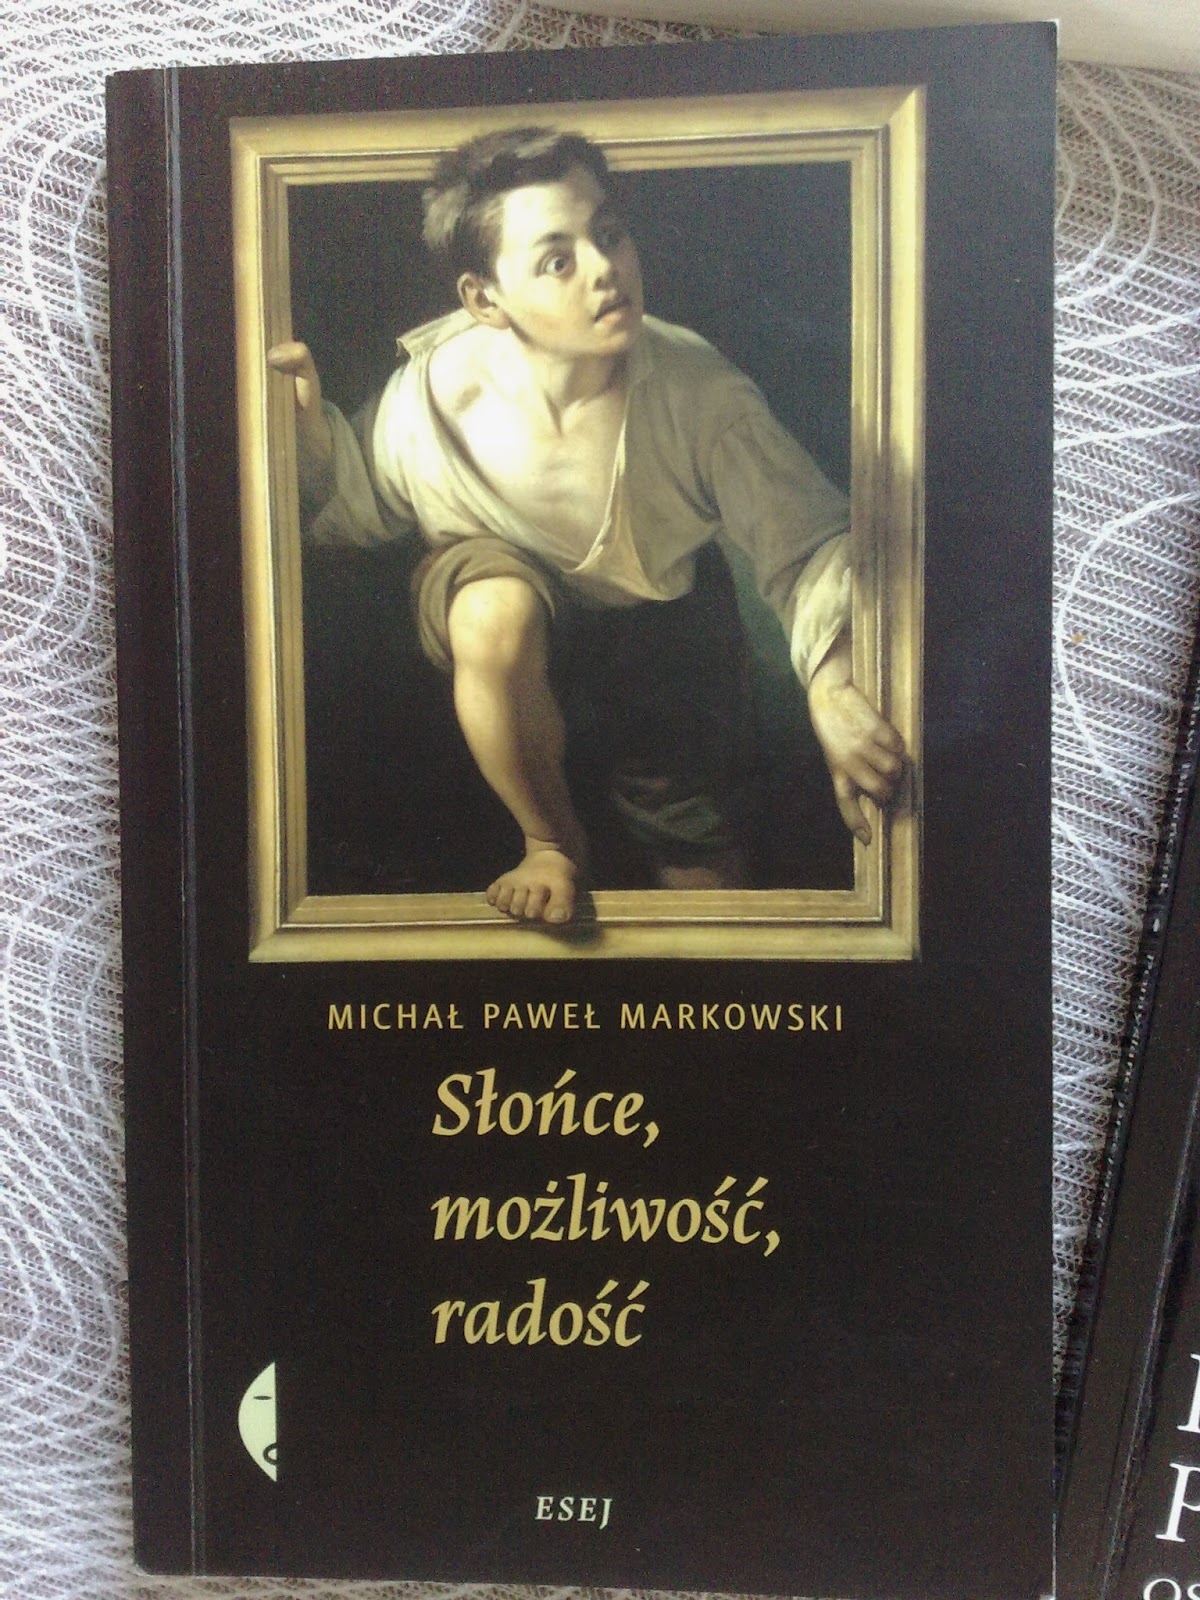 MICHAŁ PAWEŁ MARKOWSKI
Słońce,
możliwość,
radość
ESEJ